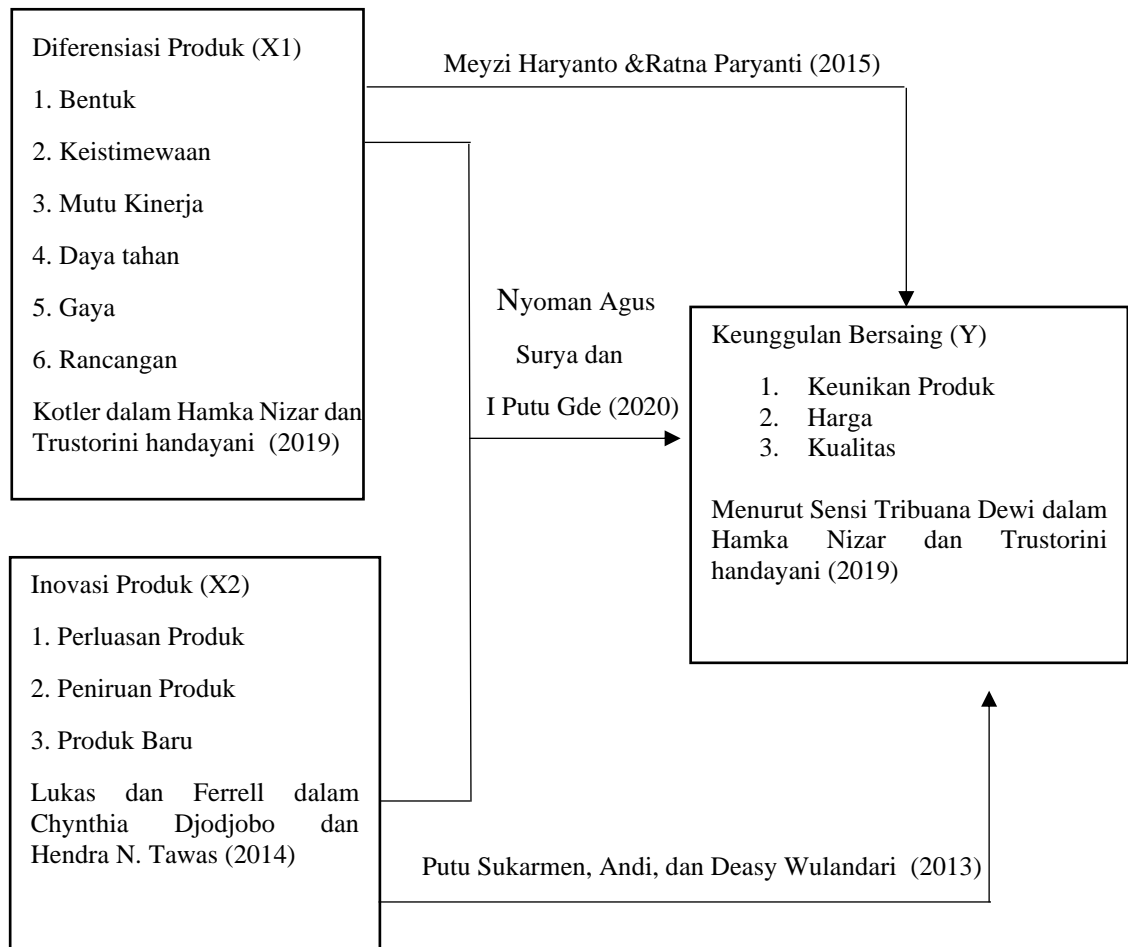 Diferensiasi Produk (X1)
1. Bentuk
2. Keistimewaan
3. Mutu Kinerja
4. Daya tahan
5. Gaya
6. Rancangan
Kotler dalam Hamka Nizar dan
Trustorini handayani (2019)
Meyzi Haryanto &Ratna Paryanti (2015)
Nyoman Agus
Surya dan
I Putu Gde (2020)
Keunggulan Bersaing (Y)
1. Keunikan Produk
2. Harga
3. Kualitas
Menurut Sensi Tribuana Dewi dalam
Hamka Nizar dan Trustorini
handayani (2019)
Inovasi Produk (X2)
1. Perluasan Produk
2. Peniruan Produk
3. Produk Baru
Lukas dan Ferrell dalam
Chynthia Djodjobo dan
Hendra N. Tawas (2014)
Putu Sukarmen, Andi, dan Deasy Wulandari (2013)